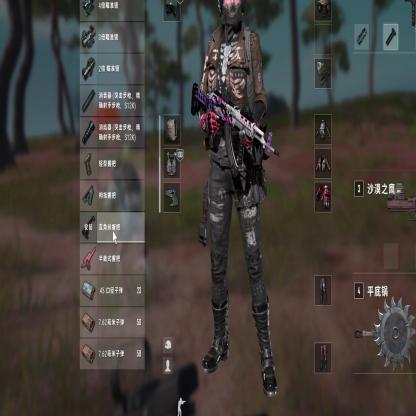 4倍瞄准镜
3倍瞄准镜
2倍 瞄准镜
消音器 (突击步枪、精
确射手步枪、S12K)
消焰器 (突击步枪、精
确射手步枪、S12K)
轻型握把
拇指握把
直角前握把
半截式握把
.45 口径子弹
7.62毫米子弹
50
7.62毫米子弹
50
3
沙漠之鹰
4
平底锅